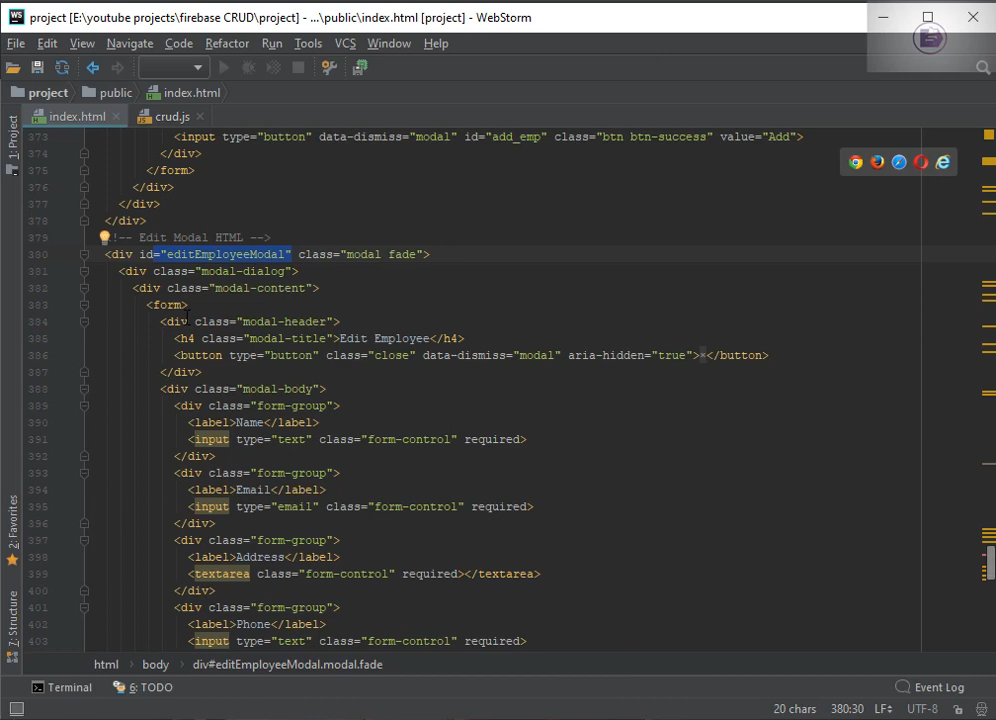 WS project [E:\youtube projects\firebase CRUD\project] - ...\public\index.html [project] - WebStorm
File Edit View Navigate Code Refactor Run Tools VCS Window Help
project public index.html
index.html crud.js
1: Project
2: Favorites
7: Structure
373 <input type="button" data-dismiss="modal" id="add_emp" class="btn btn-success" value="Add">
374 </div>
375 </form>
376 </div>
377 </div>
378 </div>
379 <!-- Edit Modal HTML -->
380 <div id="editEmployeeModal" class="modal fade">
381 <div class="modal-dialog">
382 <div class="modal-content">
383 <form>
384 <div class="modal-header">
385 <h4 class="modal-title">Edit Employee</h4>
386 <button type="button" class="close" data-dismiss="modal" aria-hidden="true">×</button>
387 </div>
388 <div class="modal-body">
389 <div class="form-group">
390 <label>Name</label>
391 <input type="text" class="form-control" required>
392 </div>
393 <div class="form-group">
394 <label>Email</label>
395 <input type="email" class="form-control" required>
396 </div>
397 <div class="form-group">
398 <label>Address</label>
399 <textarea class="form-control" required></textarea>
400 </div>
401 <div class="form-group">
402 <label>Phone</label>
403 <input type="text" class="form-control" required>
html body div#editEmployeeModal.modal.fade
Terminal 6: TODO Event Log
20 chars 380:30 LF÷ UTF-8